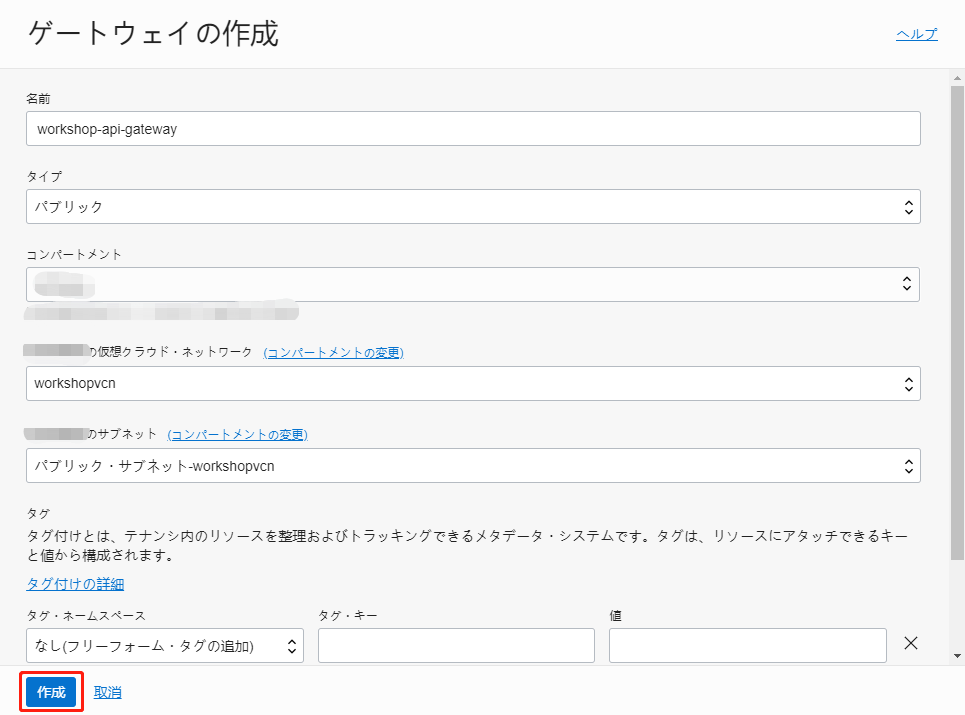 ゲートウェイの作成
ヘルプ
名前
workshop-api-gateway
タイプ
パブリック
コンパートメント
の仮想クラウド・ネットワーク (コンパートメントの変更)
workshopvcn
のサブネット (コンパートメントの変更)
パブリック・サブネット-workshopvcn
タグ
タグ付けとは、テナンシ内のリソースを整理およびトラッキングできるメタデータ・システムです。タグは、リソースにアタッチできるキー
と値から構成されます。
タグ付けの詳細
タグ・ネームスペース タグ・キー 値
なし(フリーフォーム・タグの追加)
作成 取消